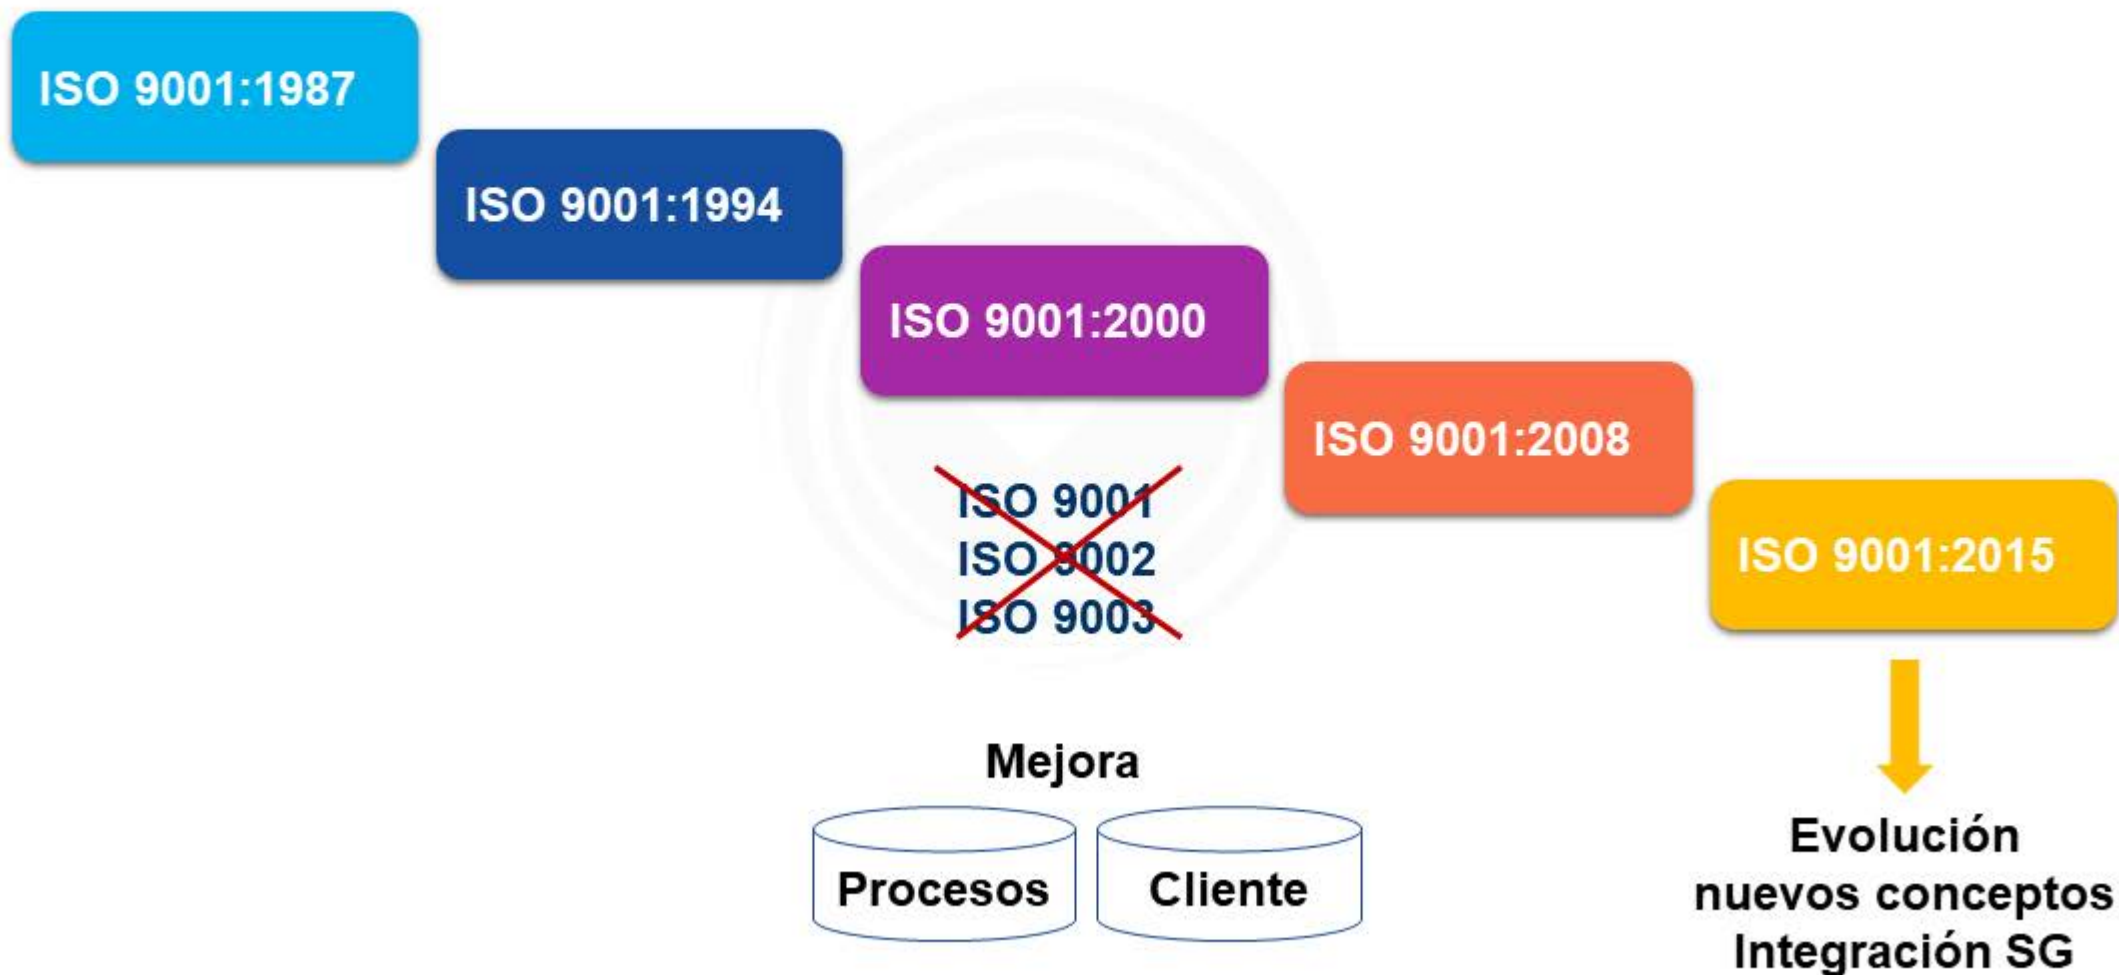 ISO 9001:1987
ISO 9001:1994
ISO 9001:2000
ISO 9001:2008
ISO 9001:2015
ISO 9001
ISO 9002
ISO 9003
Mejora
Procesos
Cliente
Evolución
nuevos conceptos
Integración SG